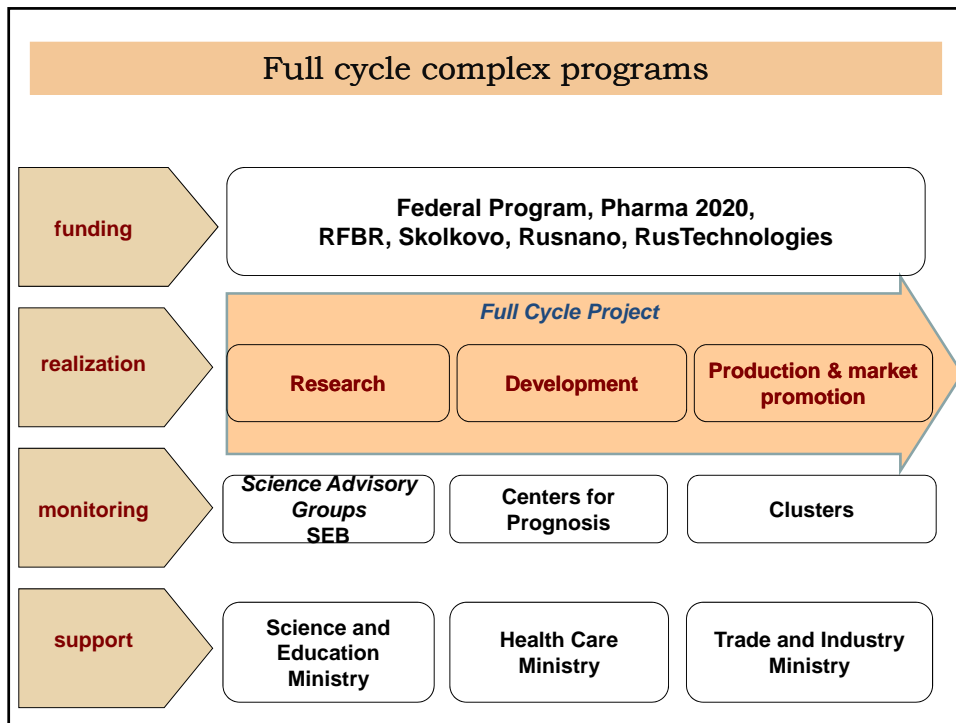 Full cycle complex programs
funding
Federal Program, Pharma 2020,
RFBR, Skolkovo, Rusnano, RusTechnologies
realization
Full Cycle Project
Research
Development
Production & market
promotion
monitoring
Science Advisory
Groups
SEB
Centers for
Prognosis
Clusters
support
Science and
Education
Ministry
Health Care
Ministry
Trade and Industry
Ministry